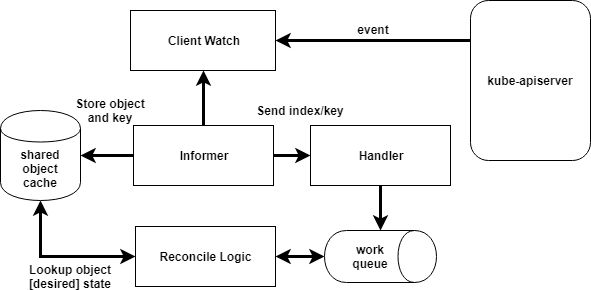 Client Watch
event
kube-apiserver
Store object
and key
Send index/key
shared
object
cache
Informer
Handler
Reconcile Logic
work
queue
Lookup object
[desired] state